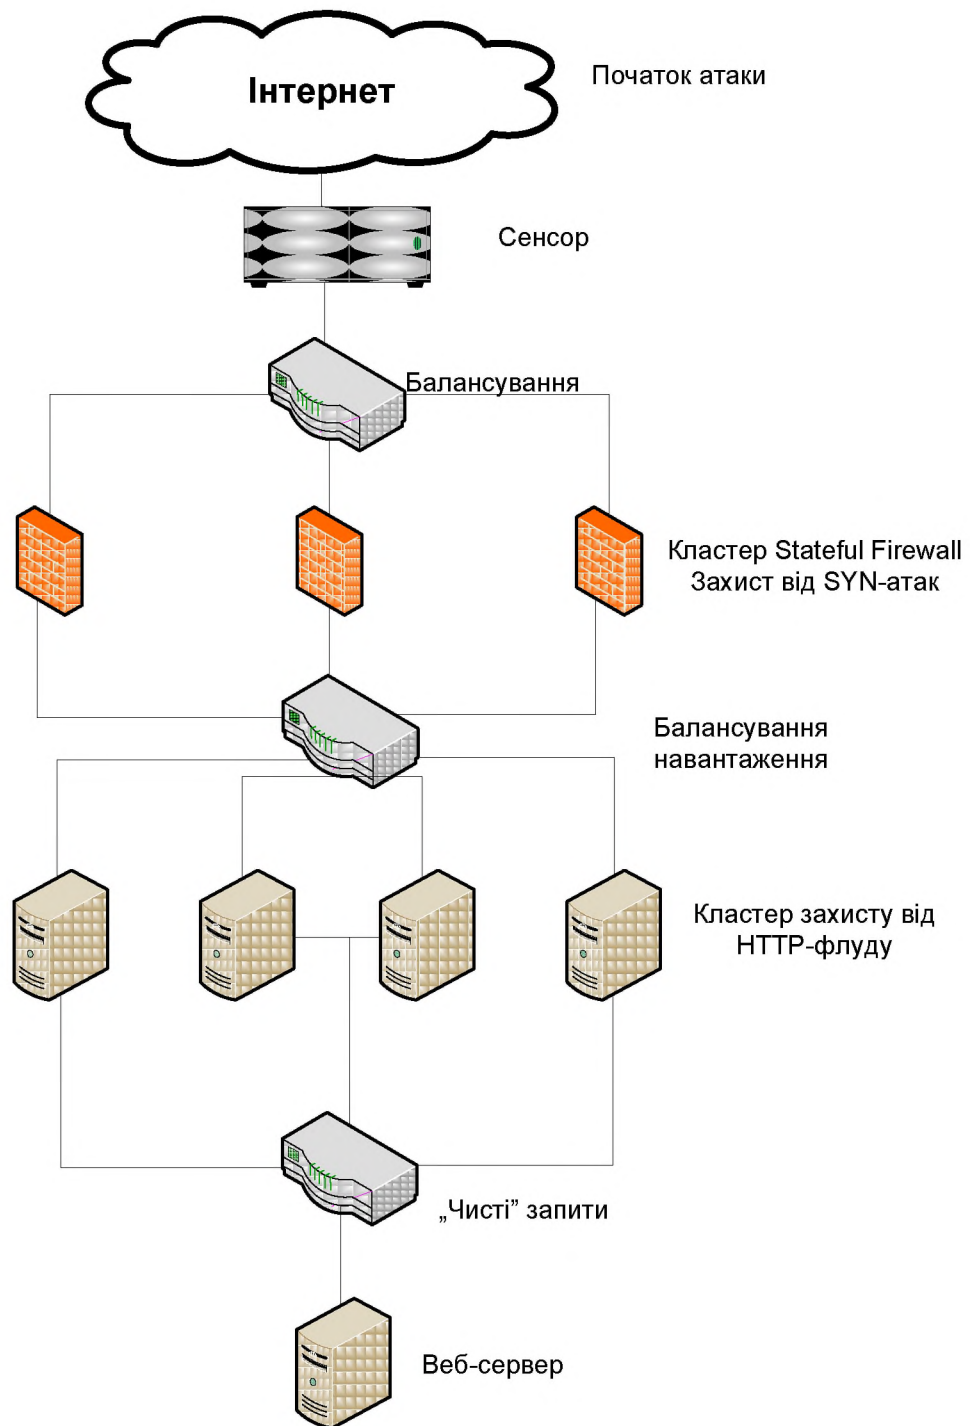 Інтернет
Початок атаки
Сенсор
Балансування
Кластер Stateful Firewall
Захист від SYN-атак
Балансування
навантаження
Кластер захисту від
HTTP-флуду
„Чисті” запити
Веб-сервер